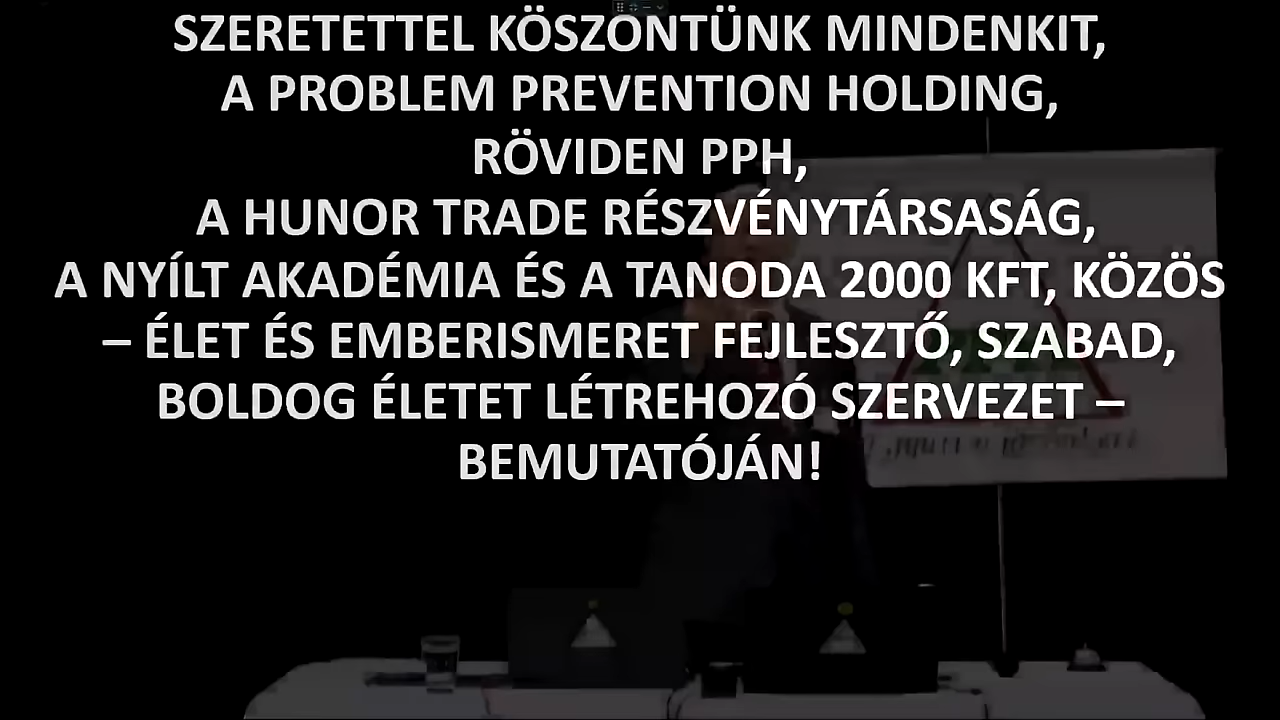 SZERETETTEL KÖSZÖNTÜNK MINDENKIT,
A PROBLEM PREVENTION HOLDING,
RÖVIDEN PPH,
A HUNOR TRADE RÉSZVÉNYTÁRSASÁG,
A NYÍLT AKADÉMIA ÉS A TANODA 2000 KFT, KÖZÖS
– ÉLET ÉS EMBERISMERET FEJLESZTŐ, SZABAD,
BOLDOG ÉLETET LÉTREHOZÓ SZERVEZET –
BEMUTATÓJÁN!